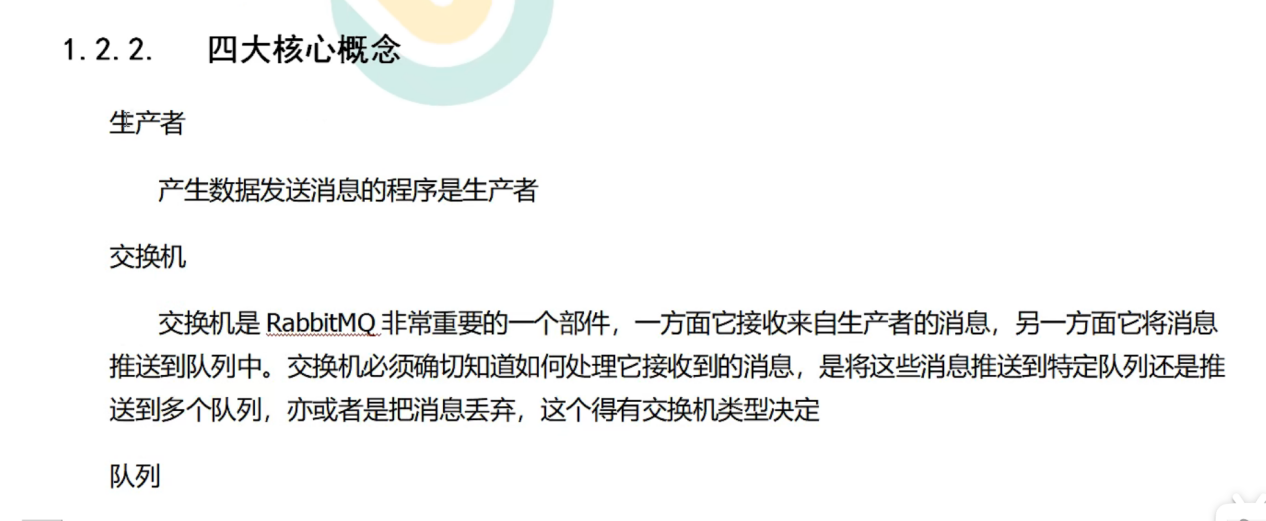 1.2.2. 四大核心概念
生产者
产生数据发送消息的程序是生产者
交换机
交换机是 RabbitMQ 非常重要的一个部件，一方面它接收来自生产者的消息，另一方面它将消息
推送到队列中。交换机必须确切知道如何处理它接收到的消息，是将这些消息推送到特定队列还是推
送到多个队列，亦或者是把消息丢弃，这个得有交换机类型决定
队列